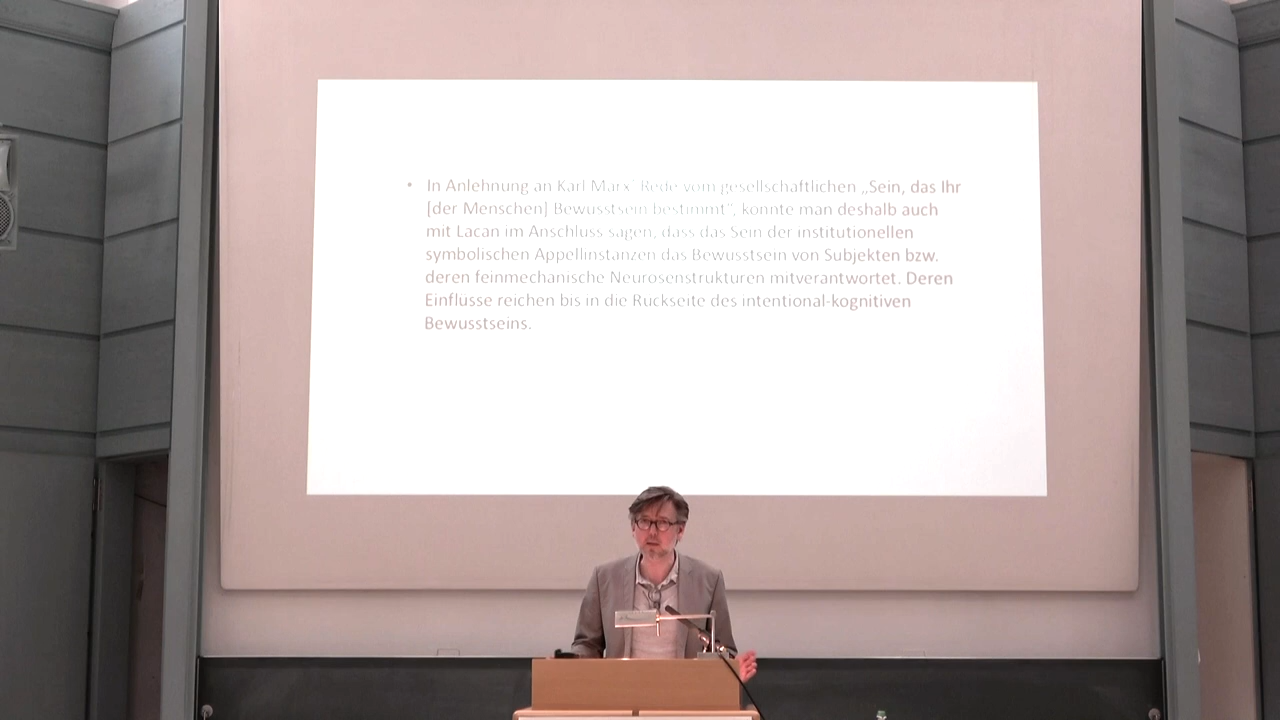 • In Anlehnung an Karl Marx' Rede vom gesellschaftlichen „Sein, das Ihr
[der Menschen] Bewusstsein bestimmt“, könnte man deshalb auch
mit Lacan im Anschluss sagen, dass das Sein der institutionellen
symbolischen Appellinstanzen das Bewusstsein von Subjekten bzw.
deren feinmechanische Neurosenstrukturen mitverantwortet. Deren
Einflüsse reichen bis in die Rückseite des intentional-kognitiven
Bewusstseins.